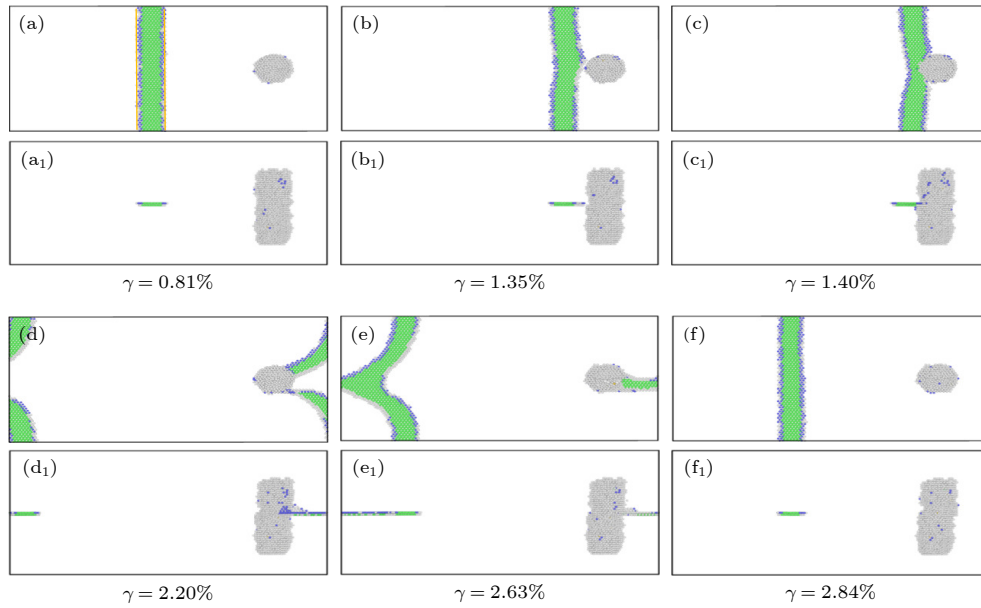 (a) (b) (c)
(a₁) (b₁) (c₁)
γ = 0.81% γ = 1.35% γ = 1.40%
(d) (e) (f)
(d₁) (e₁) (f₁)
γ = 2.20% γ = 2.63% γ = 2.84%